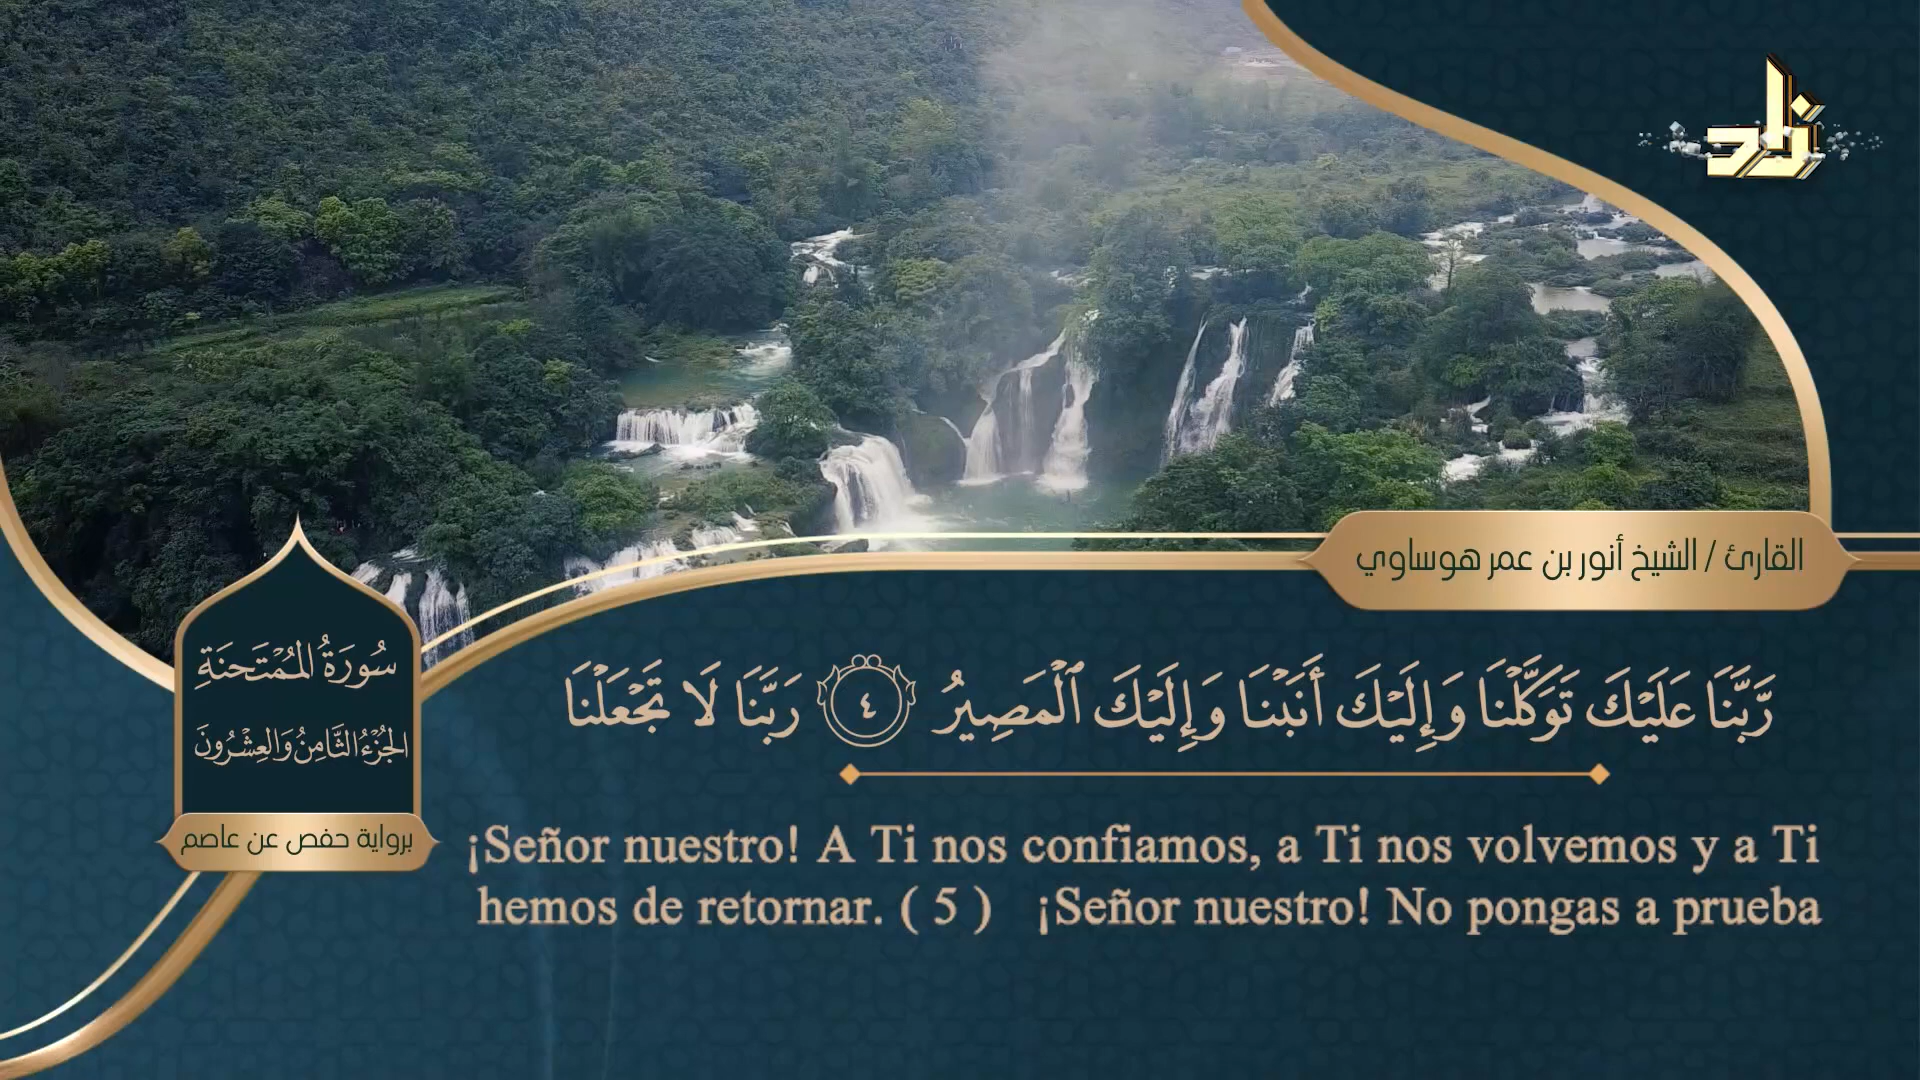 زاد
القارئ / الشيخ أنور بن عمر هوساوي
سُورَةُ المُمْتَحنَةِ
الجُزْءُ الثَّامِنُ وَالعِشْرُونَ
برواية حفص عن عاصم
رَّبَّنَا عَلَيْكَ تَوَكَّلْنَا وَإِلَيْكَ أَنَبْنَا وَإِلَيْكَ ٱلْمَصِيرُ ٤ رَبَّنَا لَا تَجْعَلْنَا
¡Señor nuestro! A Ti nos confiamos, a Ti nos volvemos y a Ti
hemos de retornar. ( 5 ) ¡Señor nuestro! No pongas a prueba